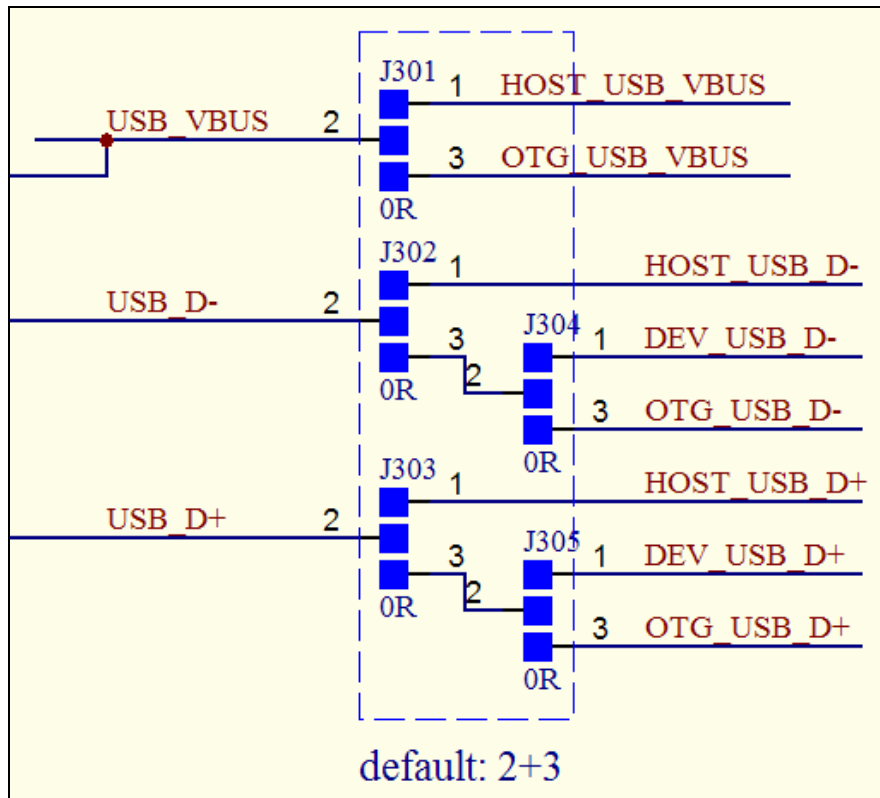 J301
1 HOST_USB_VBUS
USB_VBUS 2
3 OTG_USB_VBUS
0R
J302
1 HOST_USB_D-
USB_D- 2
J304
3 1 DEV_USB_D-
2
0R
3 OTG_USB_D-
0R
J303
1 HOST_USB_D+
USB_D+ 2
J305
3 1 DEV_USB_D+
2
0R
3 OTG_USB_D+
0R
default: 2+3